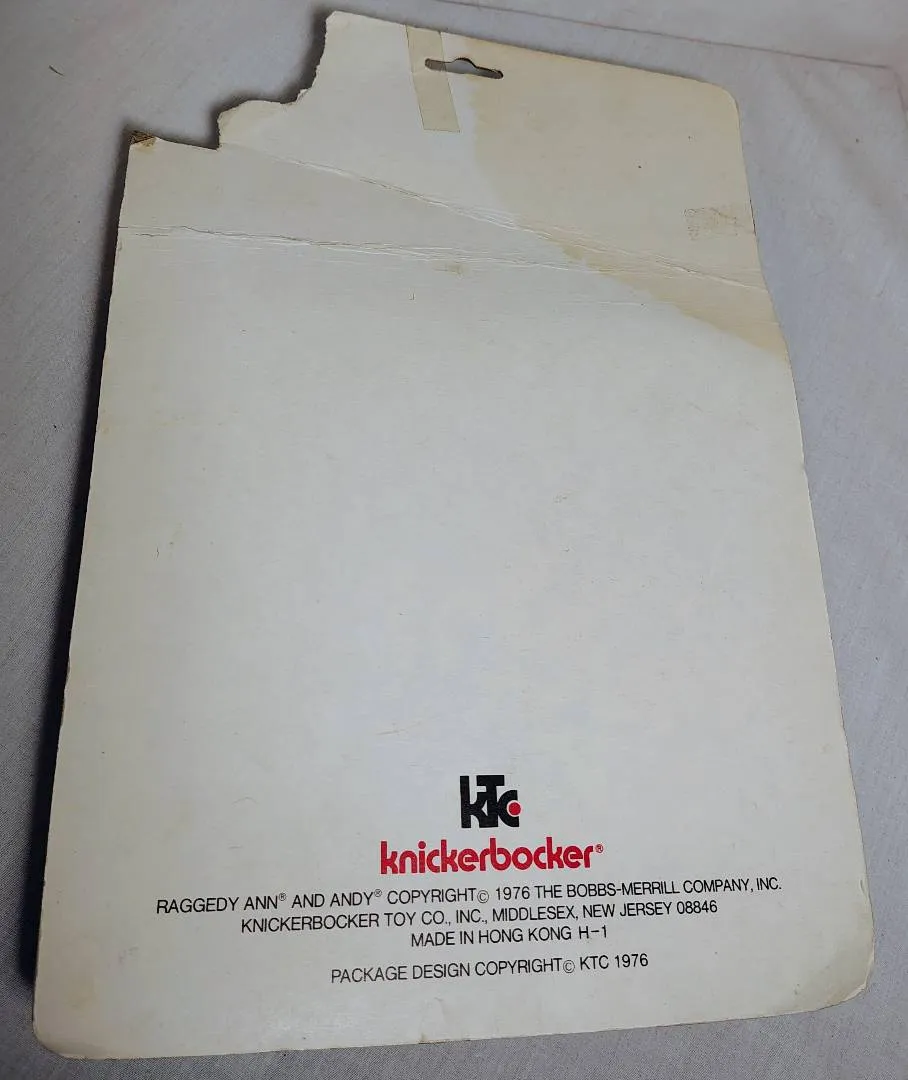 kTc
knickerbocker®
RAGGEDY ANN® AND ANDY® COPYRIGHT© 1976 THE BOBBS-MERRILL COMPANY, INC.
KNICKERBOCKER TOY CO., INC., MIDDLESEX, NEW JERSEY 08846
MADE IN HONG KONG H-1
PACKAGE DESIGN COPYRIGHT© KTC 1976